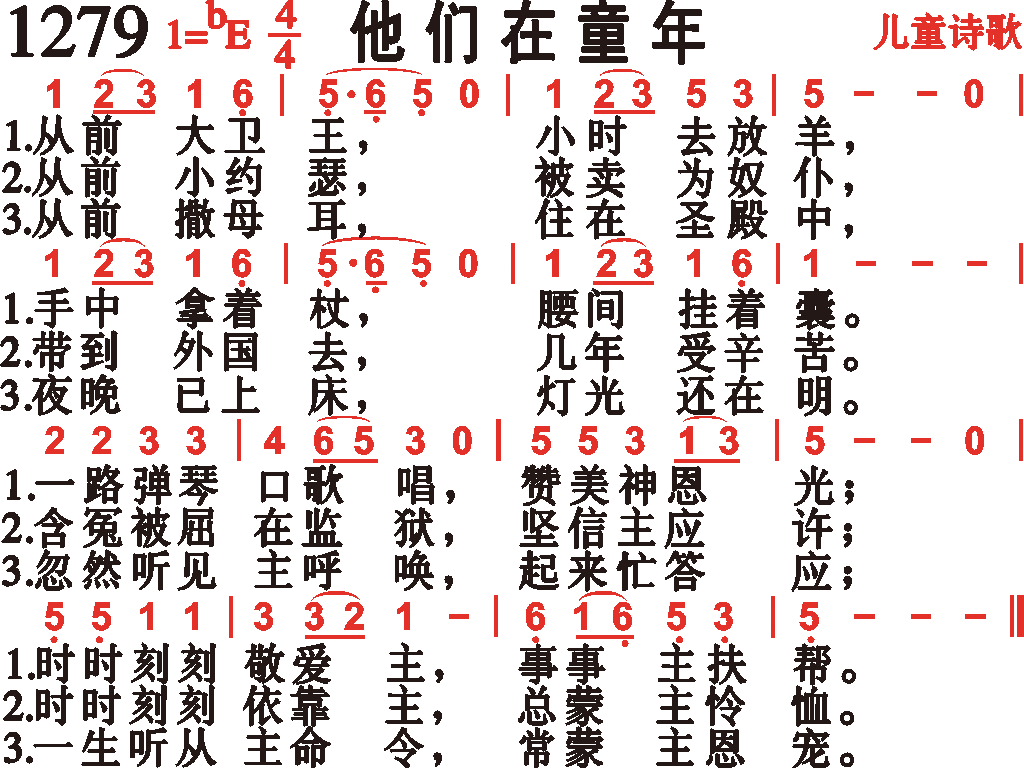 1279 1=bE 4/4 他们在童年 儿童诗歌
1 2 3 1 6 | 5·6 5 0 | 1 2 3 5 3 | 5 － － 0 |
1.从前 大卫 王， 小时 去放羊，
2.从前 小约 瑟， 被卖 为奴仆，
3.从前 撒母 耳， 住在 圣殿中，
1 2 3 1 6 | 5·6 5 0 | 1 2 3 1 6 | 1 － － － |
1.手中 拿着 杖， 腰间 挂着囊。
2.带到 外国 去， 几年 受辛苦。
3.夜晚 已上 床， 灯光 还在明。
2 2 3 3 | 4 6 5 3 0 | 5 5 3 1 3 | 5 － － 0 |
1.一路弹琴 口歌 唱， 赞美神恩 光；
2.含冤被屈 在监 狱， 坚信主应 许；
3.忽然听见 主呼 唤， 起来忙答 应；
5 5 1 1 | 3 3 2 1 － | 6 1 6 5 3 | 5 － － － ‖
1.时时刻刻 敬爱 主， 事事 主扶 帮。
2.时时刻刻 依靠 主， 总蒙 主怜 恤。
3.一生听从 主命 令， 常蒙 主恩 宠。